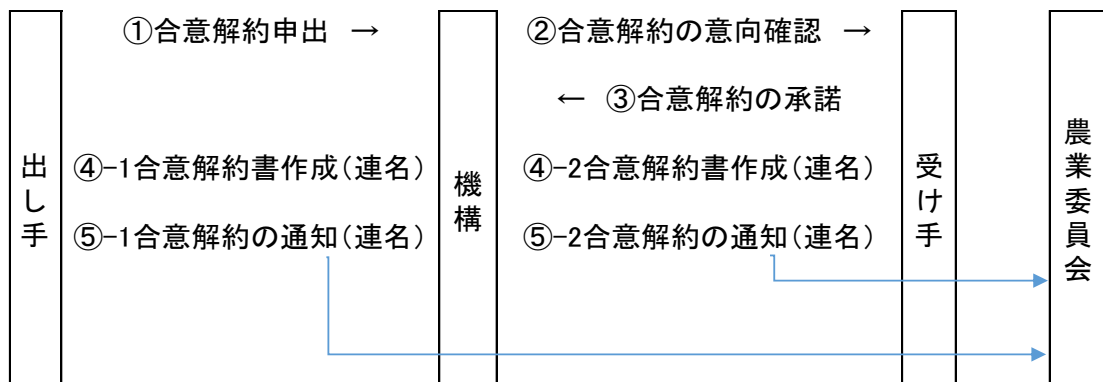 ①合意解約申出 →
②合意解約の意向確認 →
← ③合意解約の承諾
出し手
④-1合意解約書作成(連名)
機構
④-2合意解約書作成(連名)
受け手
農業委員会
⑤-1合意解約の通知(連名)
⑤-2合意解約の通知(連名)